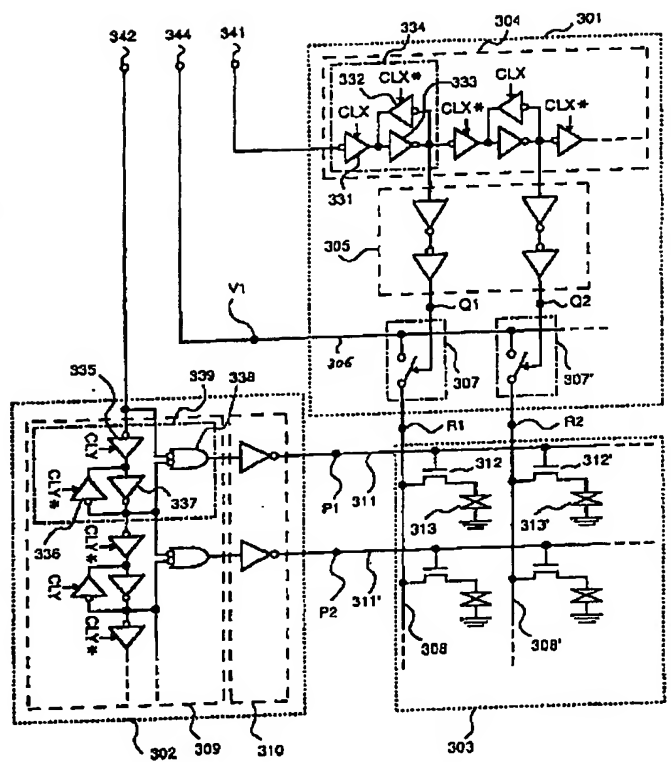 342 344 341 334 304 301
332 CLX* 333 CLX
CLX CLX* CLX*
331
305
V1 Q1 Q2
306 307 307'
335 339 338
R1 R2
CLY 312 312'
CLY* 337 P1 311 313 313'
336 CLY*
CLY P2 311'
CLY* 308 308'
302 309 310 303